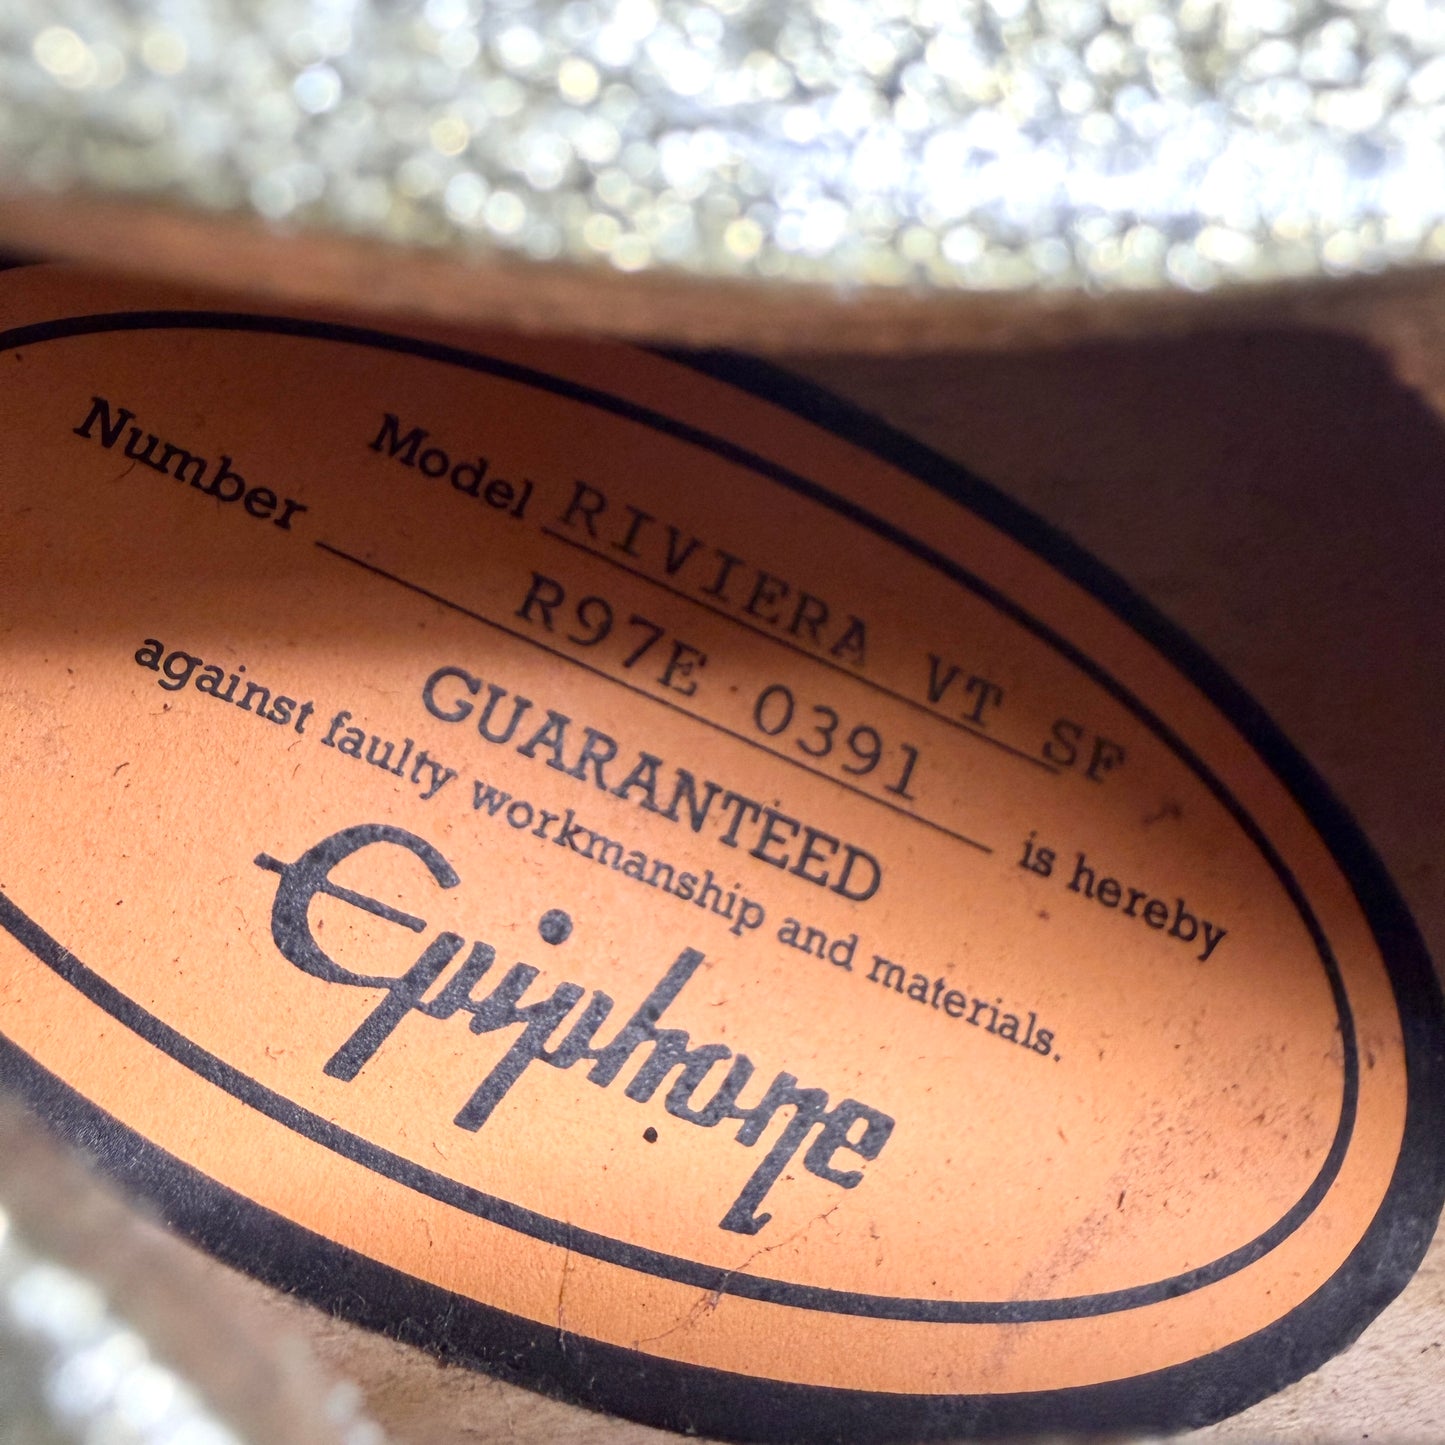 Model RIVIERA VT SF
Number R97E 0391 is hereby
GUARANTEED
against faulty workmanship and materials.
Epiphone